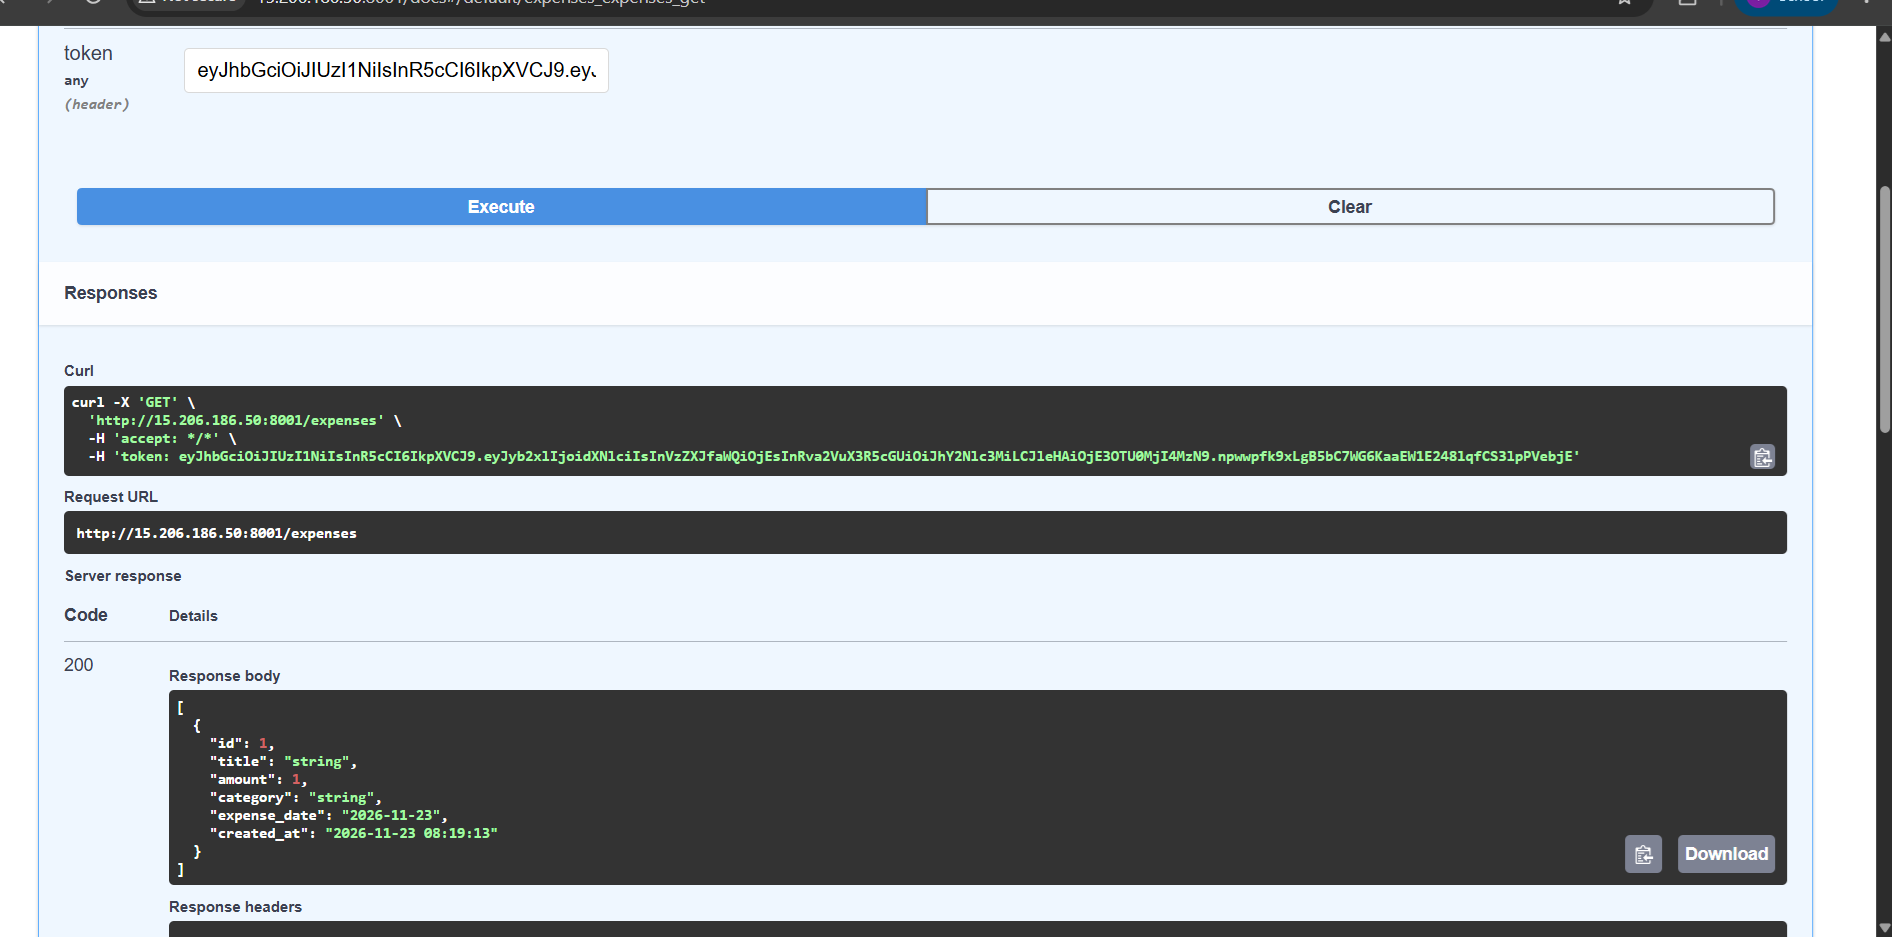 token
any
(header)
eyJhbGciOiJIUzI1NiIsInR5cCI6IkpXVCJ9.ey
Execute
Clear
Responses
Curl
curl -X 'GET' \
'http://15.206.186.50:8001/expenses' \
-H 'accept: */*' \
-H 'token: eyJhbGciOiJIUzI1NiIsInR5cCI6IkpXVCJ9.eyJyb2xlIjoidXNlciIsInVzZXJfaWQiOjEsInRva2VuX3R5cGUiOiJhY2Nlc3MiLCJleHAiOjE3OTU0MjI4MzN9.npwwpfk9xLgB5bC7WG6KaaEW1E248lqfCS3lpPVebjE'
Request URL
http://15.206.186.50:8001/expenses
Server response
Code
Details
200
Response body
[
{
"id": 1,
"title": "string",
"amount": 1,
"category": "string",
"expense_date": "2026-11-23",
"created_at": "2026-11-23 08:19:13"
}
]
Download
Response headers